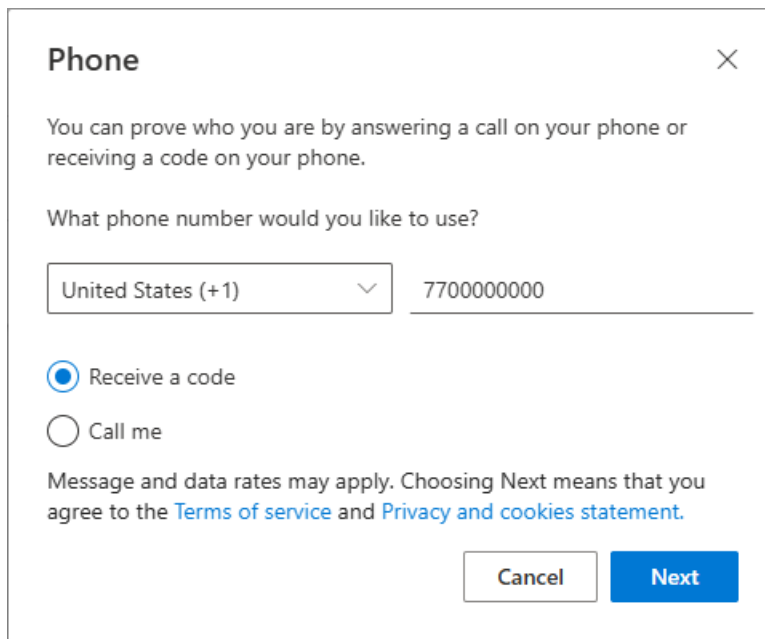 Phone
You can prove who you are by answering a call on your phone or
receiving a code on your phone.
What phone number would you like to use?
United States (+1) 7700000000
Receive a code
Call me
Message and data rates may apply. Choosing Next means that you
agree to the Terms of service and Privacy and cookies statement.
Cancel Next